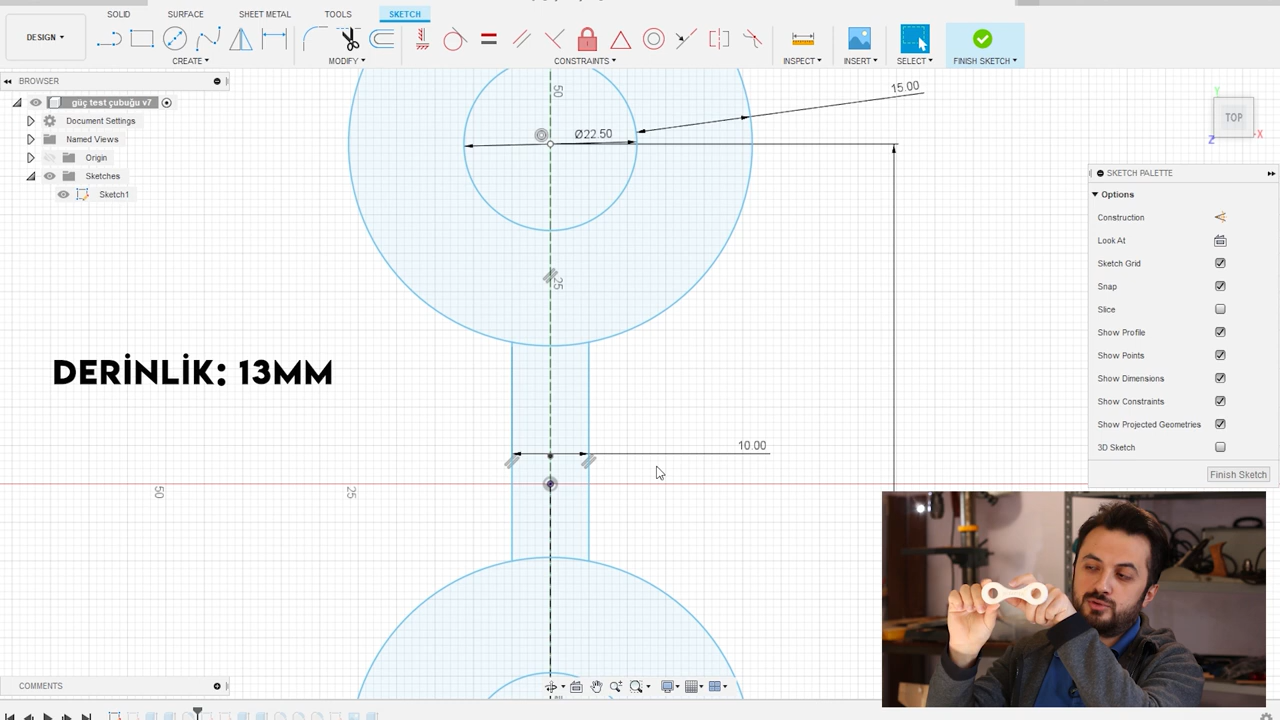 SOLID SURFACE SHEET METAL TOOLS SKETCH
DESIGN
CREATE MODIFY CONSTRAINTS INSPECT INSERT SELECT FINISH SKETCH
BROWSER
güç test çubuğu v7
Document Settings
Named Views
Origin
Sketches
Sketch1
50
15.00
Ø22.50
25
DERİNLİK: 13MM
10.00
50 25
TOP
Y
X
Z
SKETCH PALETTE
Options
Construction
Look At
Sketch Grid
Snap
Slice
Show Profile
Show Points
Show Dimensions
Show Constraints
Show Projected Geometries
3D Sketch
Finish Sketch
COMMENTS